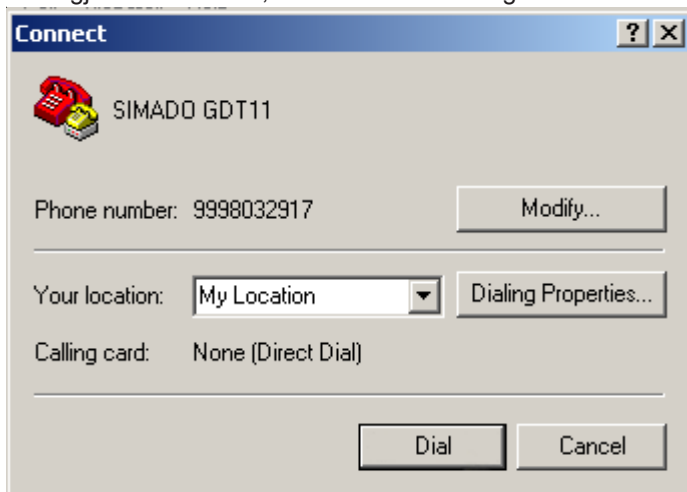 Connect
SIMADO GDT11
Phone number: 9998032917 Modify...
Your location: My Location Dialing Properties...
Calling card: None (Direct Dial)
Dial Cancel